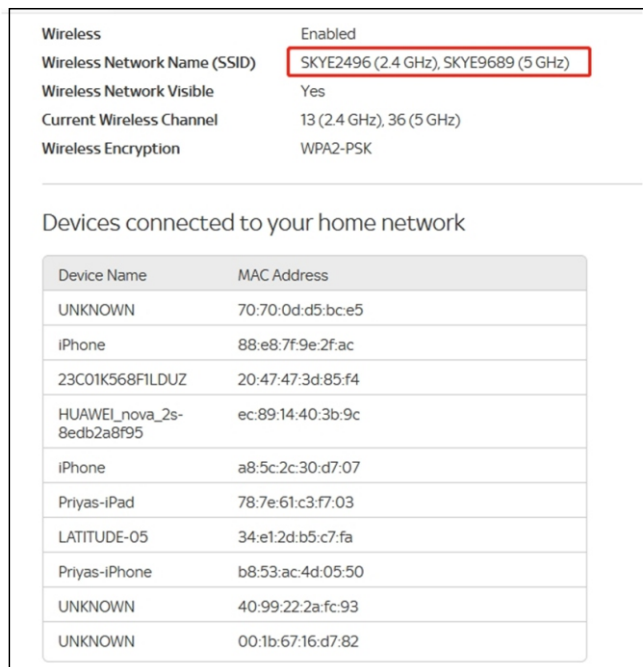 Wireless Enabled
Wireless Network Name (SSID) SKYE2496 (2.4 GHz), SKYE9689 (5 GHz)
Wireless Network Visible Yes
Current Wireless Channel 13 (2.4 GHz), 36 (5 GHz)
Wireless Encryption WPA2-PSK
Devices connected to your home network
Device Name MAC Address
UNKNOWN 70:70:0d:d5:bc:e5
iPhone 88:e8:7f:9e:2f:ac
23C01K568F1LDUZ 20:47:47:3d:85:f4
HUAWEI_nova_2s- ec:89:14:40:3b:9c
8edb2a8f95
iPhone a8:5c:2c:30:d7:07
Priyas-iPad 78:7e:61:c3:f7:03
LATITUDE-05 34:e1:2d:b5:c7:fa
Priyas-iPhone b8:53:ac:4d:05:50
UNKNOWN 40:99:22:2a:fc:93
UNKNOWN 00:1b:67:16:d7:82